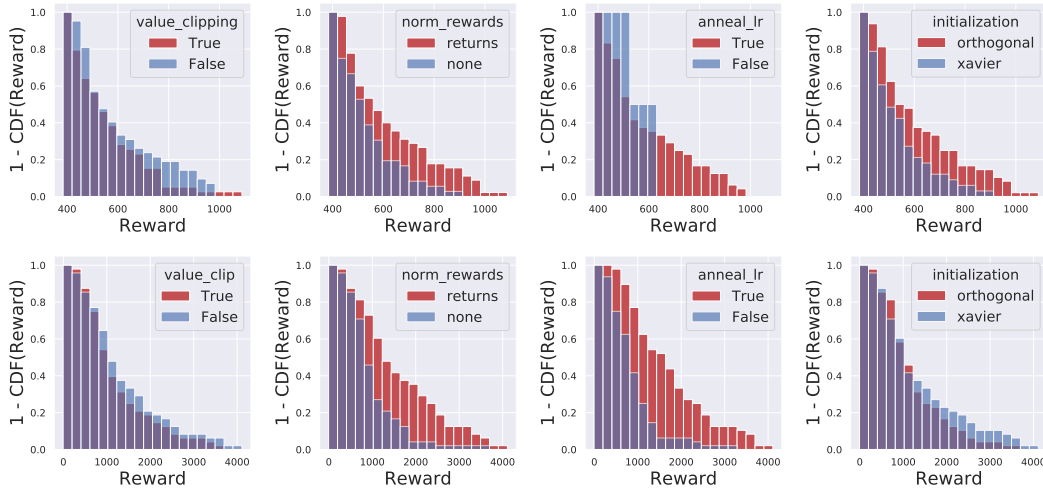 value_clipping
True
False
1.0
0.8
0.6
0.4
0.2
0.0
400 600 800 1000
1 - CDF(Reward)
Reward
norm_rewards
returns
none
1.0
0.8
0.6
0.4
0.2
0.0
400 600 800 1000
1 - CDF(Reward)
Reward
anneal_lr
True
False
1.0
0.8
0.6
0.4
0.2
0.0
400 600 800 1000
1 - CDF(Reward)
Reward
initialization
orthogonal
xavier
1.0
0.8
0.6
0.4
0.2
0.0
400 600 800 1000
1 - CDF(Reward)
Reward
value_clip
True
False
1.0
0.8
0.6
0.4
0.2
0.0
0 1000 2000 3000 4000
1 - CDF(Reward)
Reward
norm_rewards
returns
none
1.0
0.8
0.6
0.4
0.2
0.0
0 1000 2000 3000 4000
1 - CDF(Reward)
Reward
anneal_lr
True
False
1.0
0.8
0.6
0.4
0.2
0.0
0 1000 2000 3000 4000
1 - CDF(Reward)
Reward
initialization
orthogonal
xavier
1.0
0.8
0.6
0.4
0.2
0.0
0 1000 2000 3000 4000
1 - CDF(Reward)
Reward